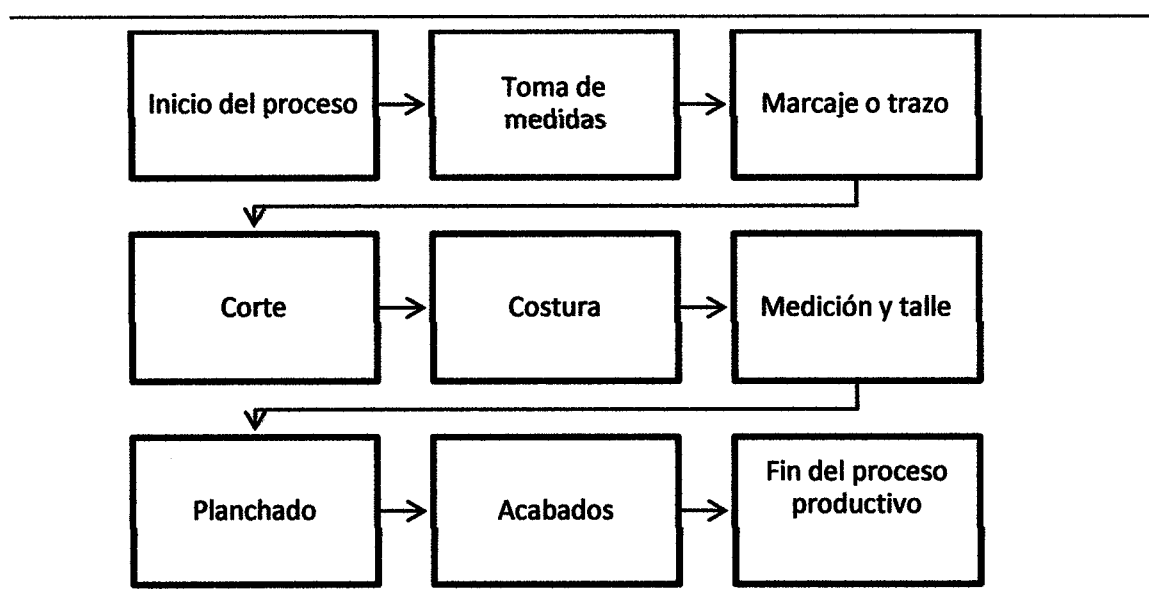 Inicio del proceso
Toma de
medidas
Marcaje o trazo
Corte
Costura
Medición y talle
Planchado
Acabados
Fin del proceso
productivo